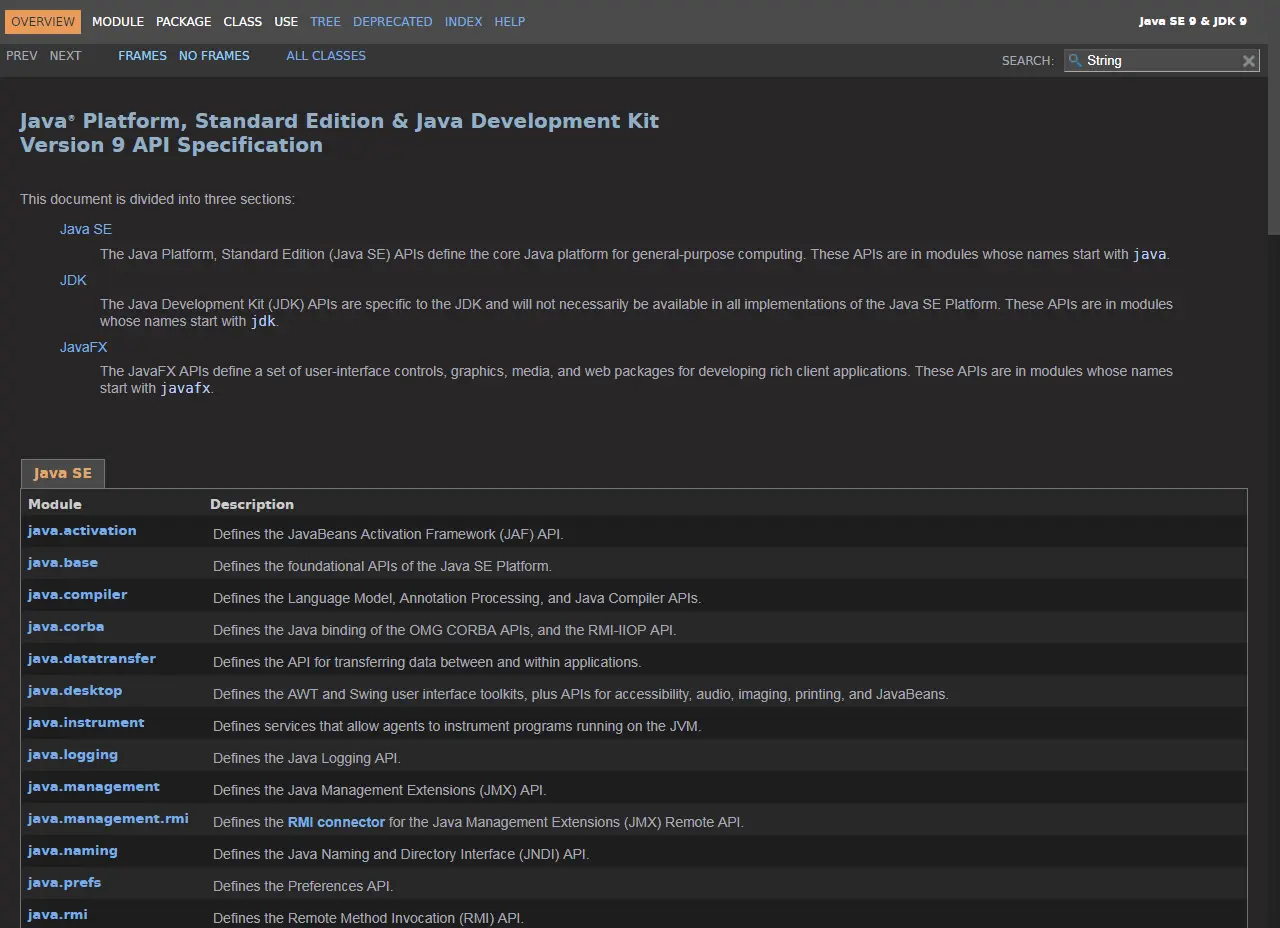 OVERVIEW MODULE PACKAGE CLASS USE TREE DEPRECATED INDEX HELP
Java SE 9 & JDK 9
PREV NEXT FRAMES NO FRAMES ALL CLASSES
SEARCH: String
Java® Platform, Standard Edition & Java Development Kit
Version 9 API Specification
This document is divided into three sections:
Java SE
The Java Platform, Standard Edition (Java SE) APIs define the core Java platform for general-purpose computing. These APIs are in modules whose names start with java.
JDK
The Java Development Kit (JDK) APIs are specific to the JDK and will not necessarily be available in all implementations of the Java SE Platform. These APIs are in modules
whose names start with jdk.
JavaFX
The JavaFX APIs define a set of user-interface controls, graphics, media, and web packages for developing rich client applications. These APIs are in modules whose names
start with javafx.
Java SE
Module Description
java.activation Defines the JavaBeans Activation Framework (JAF) API.
java.base Defines the foundational APIs of the Java SE Platform.
java.compiler Defines the Language Model, Annotation Processing, and Java Compiler APIs.
java.corba Defines the Java binding of the OMG CORBA APIs, and the RMI-IIOP API.
java.datatransfer Defines the API for transferring data between and within applications.
java.desktop Defines the AWT and Swing user interface toolkits, plus APIs for accessibility, audio, imaging, printing, and JavaBeans.
java.instrument Defines services that allow agents to instrument programs running on the JVM.
java.logging Defines the Java Logging API.
java.management Defines the Java Management Extensions (JMX) API.
java.management.rmi Defines the RMI connector for the Java Management Extensions (JMX) Remote API.
java.naming Defines the Java Naming and Directory Interface (JNDI) API.
java.prefs Defines the Preferences API.
java.rmi Defines the Remote Method Invocation (RMI) API.